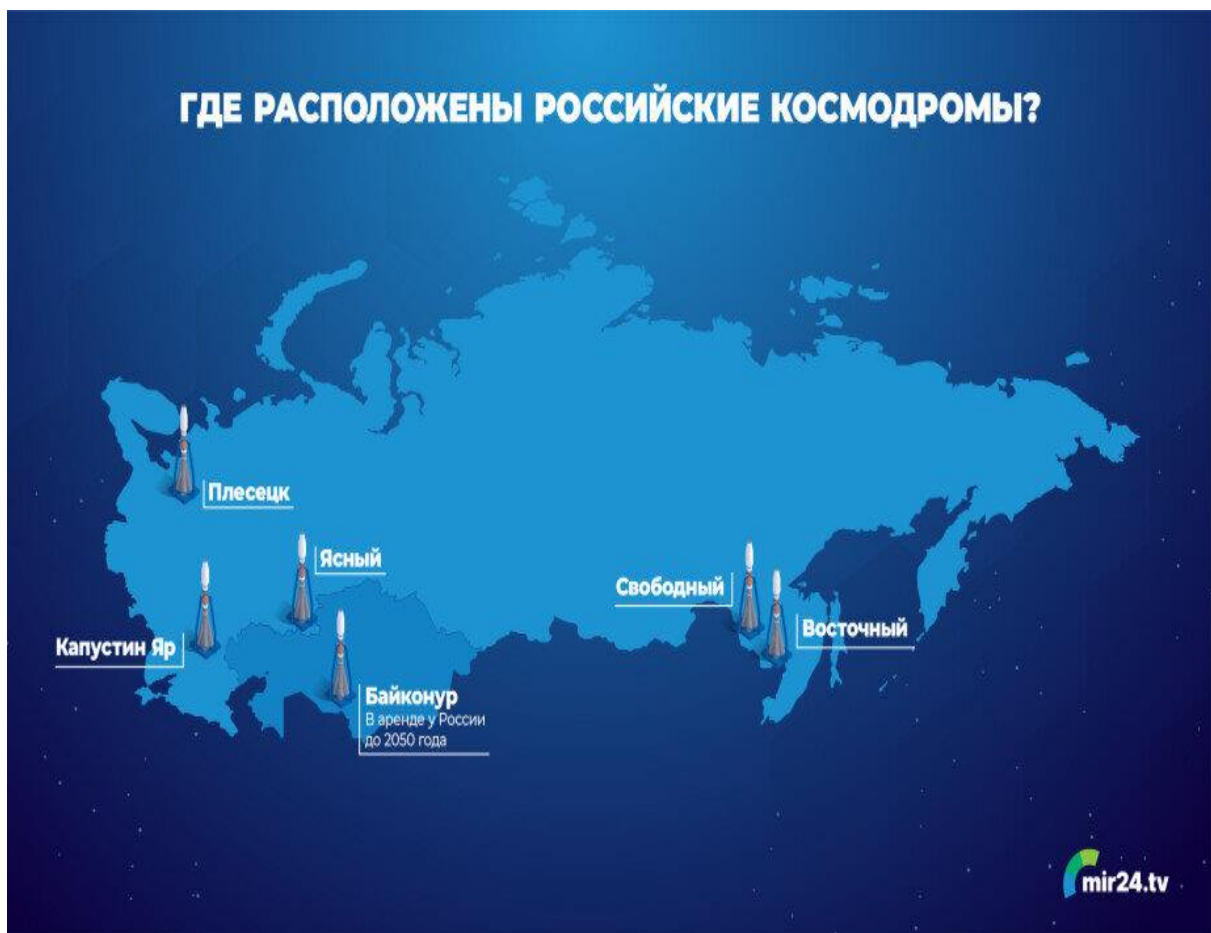 ГДЕ РАСПОЛОЖЕНЫ РОССИЙСКИЕ КОСМОДРОМЫ?
Плесецк
Ясный
Свободный
Восточный
Капустин Яр
Байконур
В аренде у России
до 2050 года
mir24.tv